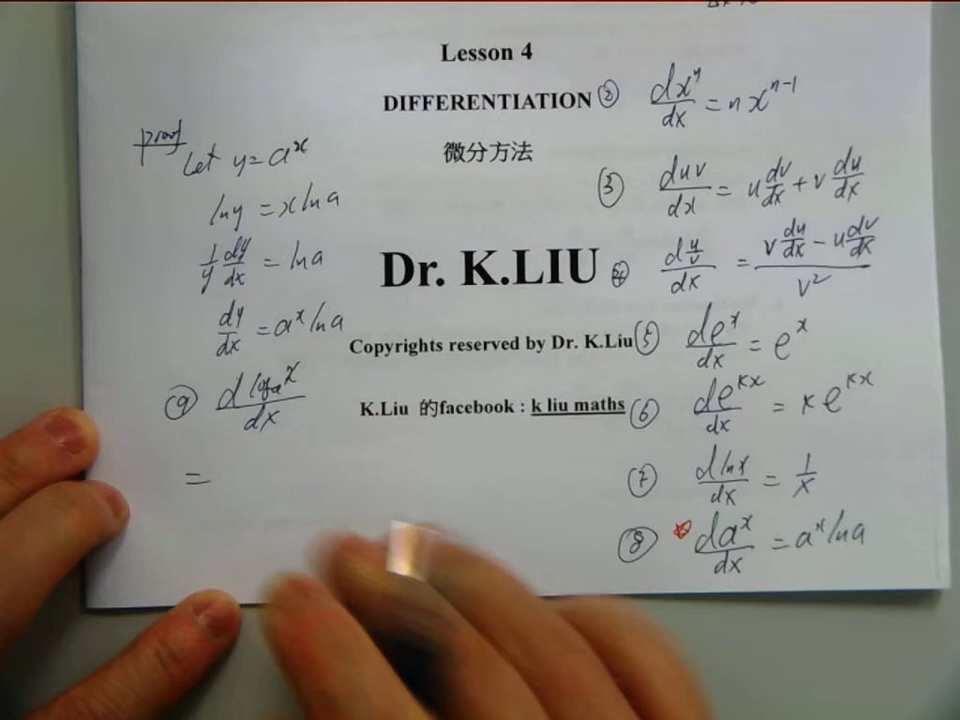 Lesson 4
DIFFERENTIATION
微分方法
Dr. K.LIU
Copyrights reserved by Dr. K.Liu
K.Liu 的facebook : k liu maths
proof
Let y = a^x
ln y = x ln a
1/y dy/dx = ln a
dy/dx = a^x ln a
⑨ d log_a x/dx
=
② dx^n/dx = n x^(n-1)
③ duv/dx = u dv/dx + v du/dx
④ d(u/v)/dx = (v du/dx - u dv/dx)/v^2
⑤ de^x/dx = e^x
⑥ de^(kx)/dx = k e^(kx)
⑦ d ln x/dx = 1/x
⑧ da^x/dx = a^x ln a